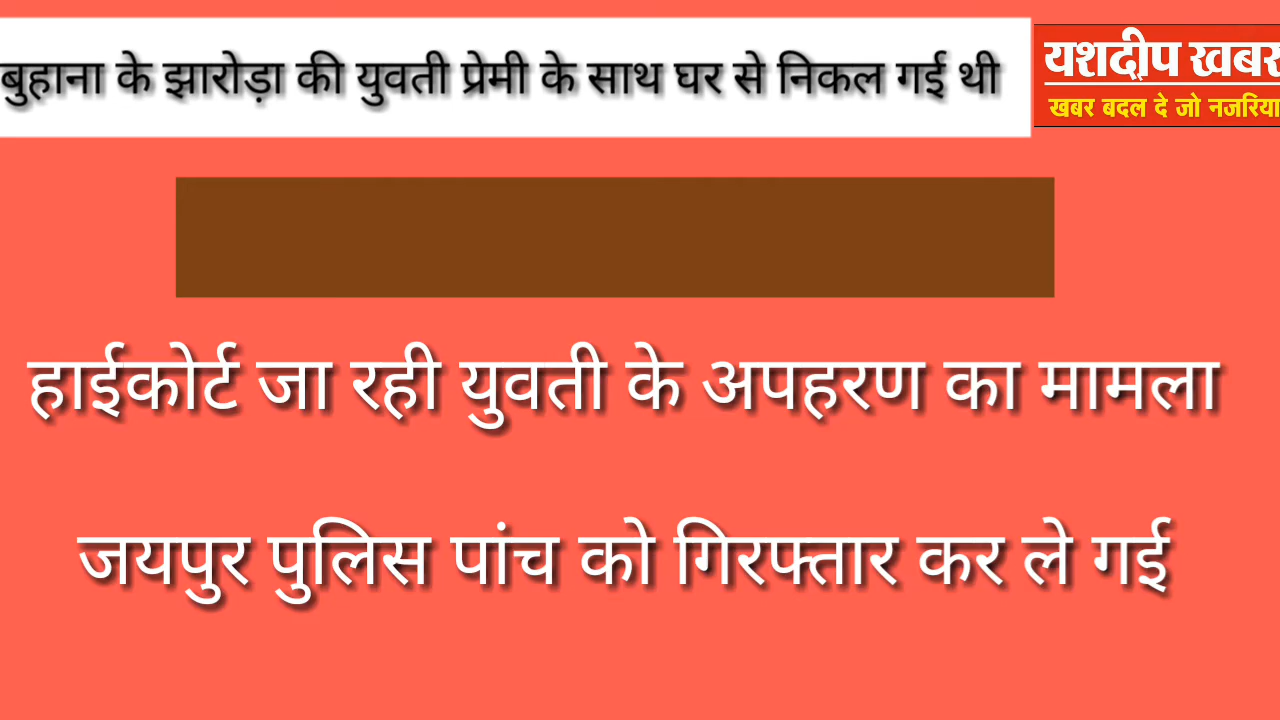 बुहाना के झारोड़ा की युवती प्रेमी के साथ घर से निकल गई थी
यशदीप खबर
खबर बदल दे जो नजरिया
हाईकोर्ट जा रही युवती के अपहरण का मामला
जयपुर पुलिस पांच को गिरफ्तार कर ले गई